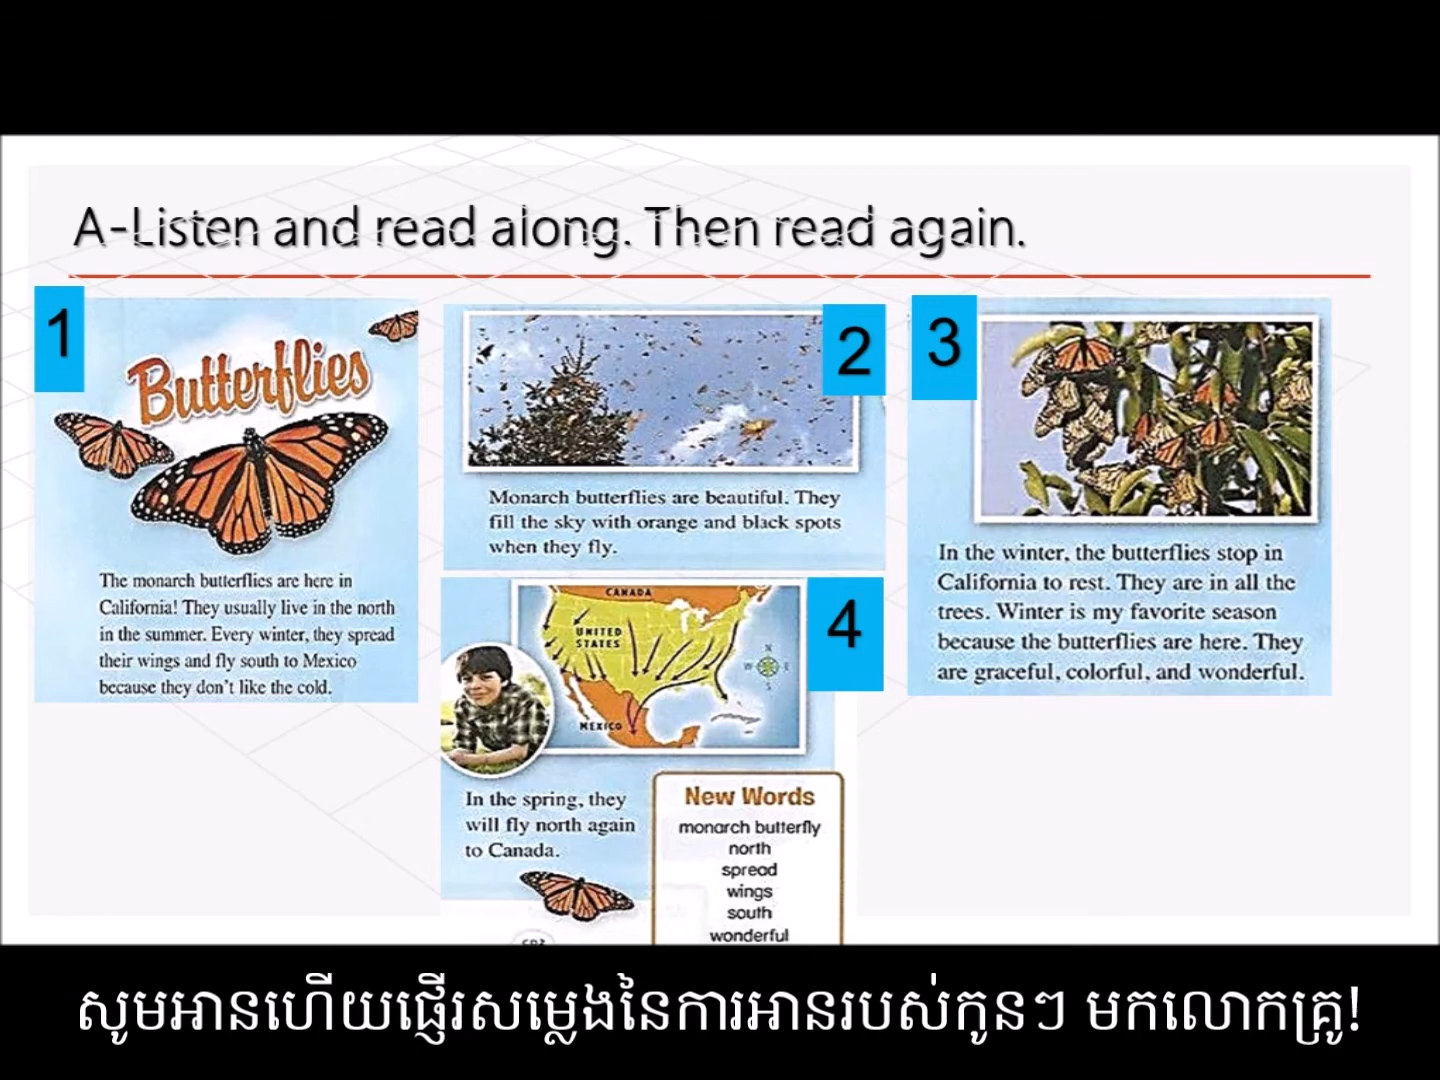 A-Listen and read along. Then read again.
1
Butterflies
The monarch butterflies are here in
California! They usually live in the north
in the summer. Every winter, they spread
their wings and fly south to Mexico
because they don't like the cold.
2
Monarch butterflies are beautiful. They
fill the sky with orange and black spots
when they fly.
3
In the winter, the butterflies stop in
California to rest. They are in all the
trees. Winter is my favorite season
because the butterflies are here. They
are graceful, colorful, and wonderful.
4
CANADA
UNITED
STATES
MEXICO
N
W E
S
In the spring, they
will fly north again
to Canada.
New Words
monarch butterfly
north
spread
wings
south
wonderful
សូមអានហើយផ្ញើរសម្លេងនៃការអានរបស់កូនៗ មកលោកគ្រូ!